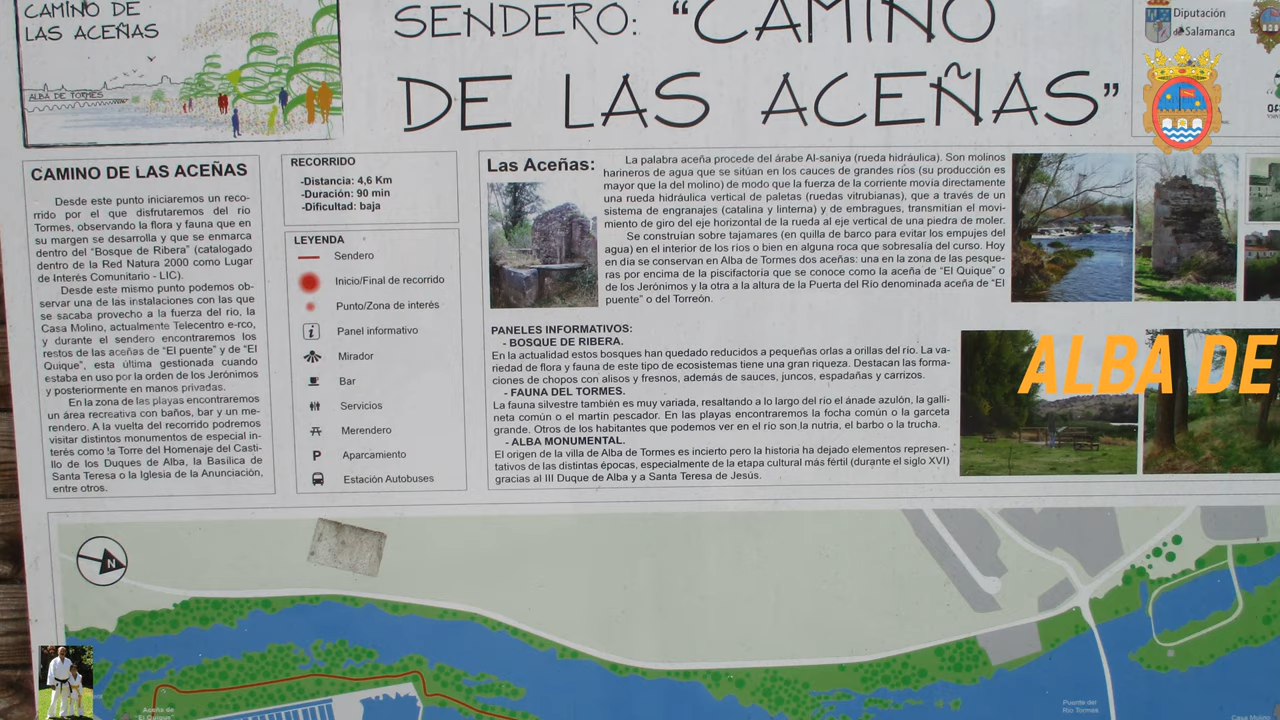 CAMINO DE
LAS ACEÑAS
ALBA DE TORMES
SENDERO: “CAMINO
DE LAS ACEÑAS”
Diputación
de Salamanca
CAMINO DE LAS ACEÑAS
Desde este punto iniciaremos un reco-
rrido por el que disfrutaremos del río
Tormes, observando la flora y fauna que en
su margen se desarrolla y que se enmarca
dentro del “Bosque de Ribera” (catalogado
dentro de la Red Natura 2000 como Lugar
de Interés Comunitario - LIC).
Desde este mismo punto podemos ob-
servar una de las instalaciones con las que
se sacaba provecho a la fuerza del río, la
Casa Molino, actualmente Telecentro e-rco,
y durante el sendero encontraremos los
restos de las aceñas de “El puente” y de “El
Quique”, esta última gestionada cuando
estaba en uso por la orden de los Jerónimos
y posteriormente en manos privadas.
En la zona de las playas encontraremos
un área recreativa con baños, bar y un me-
rendero. A la vuelta del recorrido podremos
visitar distintos monumentos de especial in-
terés como la Torre del Homenaje del Casti-
llo de los Duques de Alba, la Basílica de
Santa Teresa o la Iglesia de la Anunciación,
entre otros.
RECORRIDO
-Distancia: 4,6 Km
-Duración: 90 min
-Dificultad: baja
LEYENDA
Sendero
Inicio/Final de recorrido
Punto/Zona de interés
i Panel informativo
Mirador
Bar
Servicios
Merendero
P Aparcamiento
Estación Autobuses
Las Aceñas:
La palabra aceña procede del árabe Al-saniya (rueda hidráulica). Son molinos
harineros de agua que se sitúan en los cauces de grandes ríos (su producción es
mayor que la del molino) de modo que la fuerza de la corriente movía directamente
una rueda hidráulica vertical de paletas (ruedas vitrubianas), que a través de un
sistema de engranajes (catalina y linterna) y de embragues, transmitían el movi-
miento de giro del eje horizontal de la rueda al eje vertical de una piedra de moler.
Se construían sobre tajamares (en quilla de barco para evitar los empujes del
agua) en el interior de los ríos o bien en alguna roca que sobresalía del curso. Hoy
en día se conservan en Alba de Tormes dos aceñas: una en la zona de las pesque-
ras por encima de la piscifactoria que se conoce como la aceña de “El Quique” o
de los Jerónimos y la otra a la altura de la Puerta del Río denominada aceña de “El
puente” o del Torreón.
PANELES INFORMATIVOS:
- BOSQUE DE RIBERA.
En la actualidad estos bosques han quedado reducidos a pequeñas orlas a orillas del río. La va-
riedad de flora y fauna de este tipo de ecosistemas tiene una gran riqueza. Destacan las forma-
ciones de chopos con alisos y fresnos, además de sauces, juncos, espadañas y carrizos.
- FAUNA DEL TORMES.
La fauna silvestre también es muy variada, resaltando a lo largo del río el ánade azulón, la galli-
neta común o el martín pescador. En las playas encontraremos la focha común o la garceta
grande. Otros de los habitantes que podemos ver en el río son la nutria, el barbo o la trucha.
- ALBA MONUMENTAL.
El origen de la villa de Alba de Tormes es incierto pero la historia ha dejado elementos represen-
tativos de las distintas épocas, especialmente de la etapa cultural más fértil (durante el siglo XVI)
gracias al III Duque de Alba y a Santa Teresa de Jesús.
ALBA DE
N
Aceña de
El Quique
Puente del
Río Tormes
Casa Molino